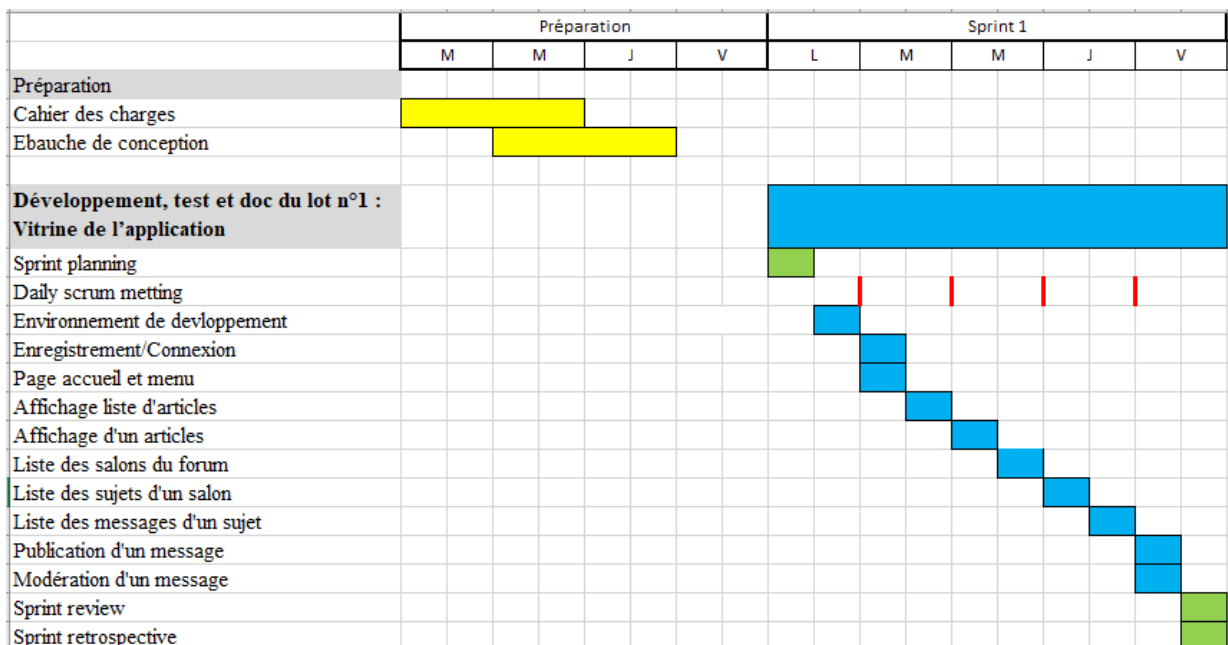 Préparation Sprint 1
M M J V L M M J V
Préparation
Cahier des charges
Ebauche de conception
Développement, test et doc du lot n°1 :
Vitrine de l'application
Sprint planning
Daily scrum metting
Environnement de devloppement
Enregistrement/Connexion
Page accueil et menu
Affichage liste d'articles
Affichage d'un articles
Liste des salons du forum
Liste des sujets d'un salon
Liste des messages d'un sujet
Publication d'un message
Modération d'un message
Sprint review
Sprint retrospective